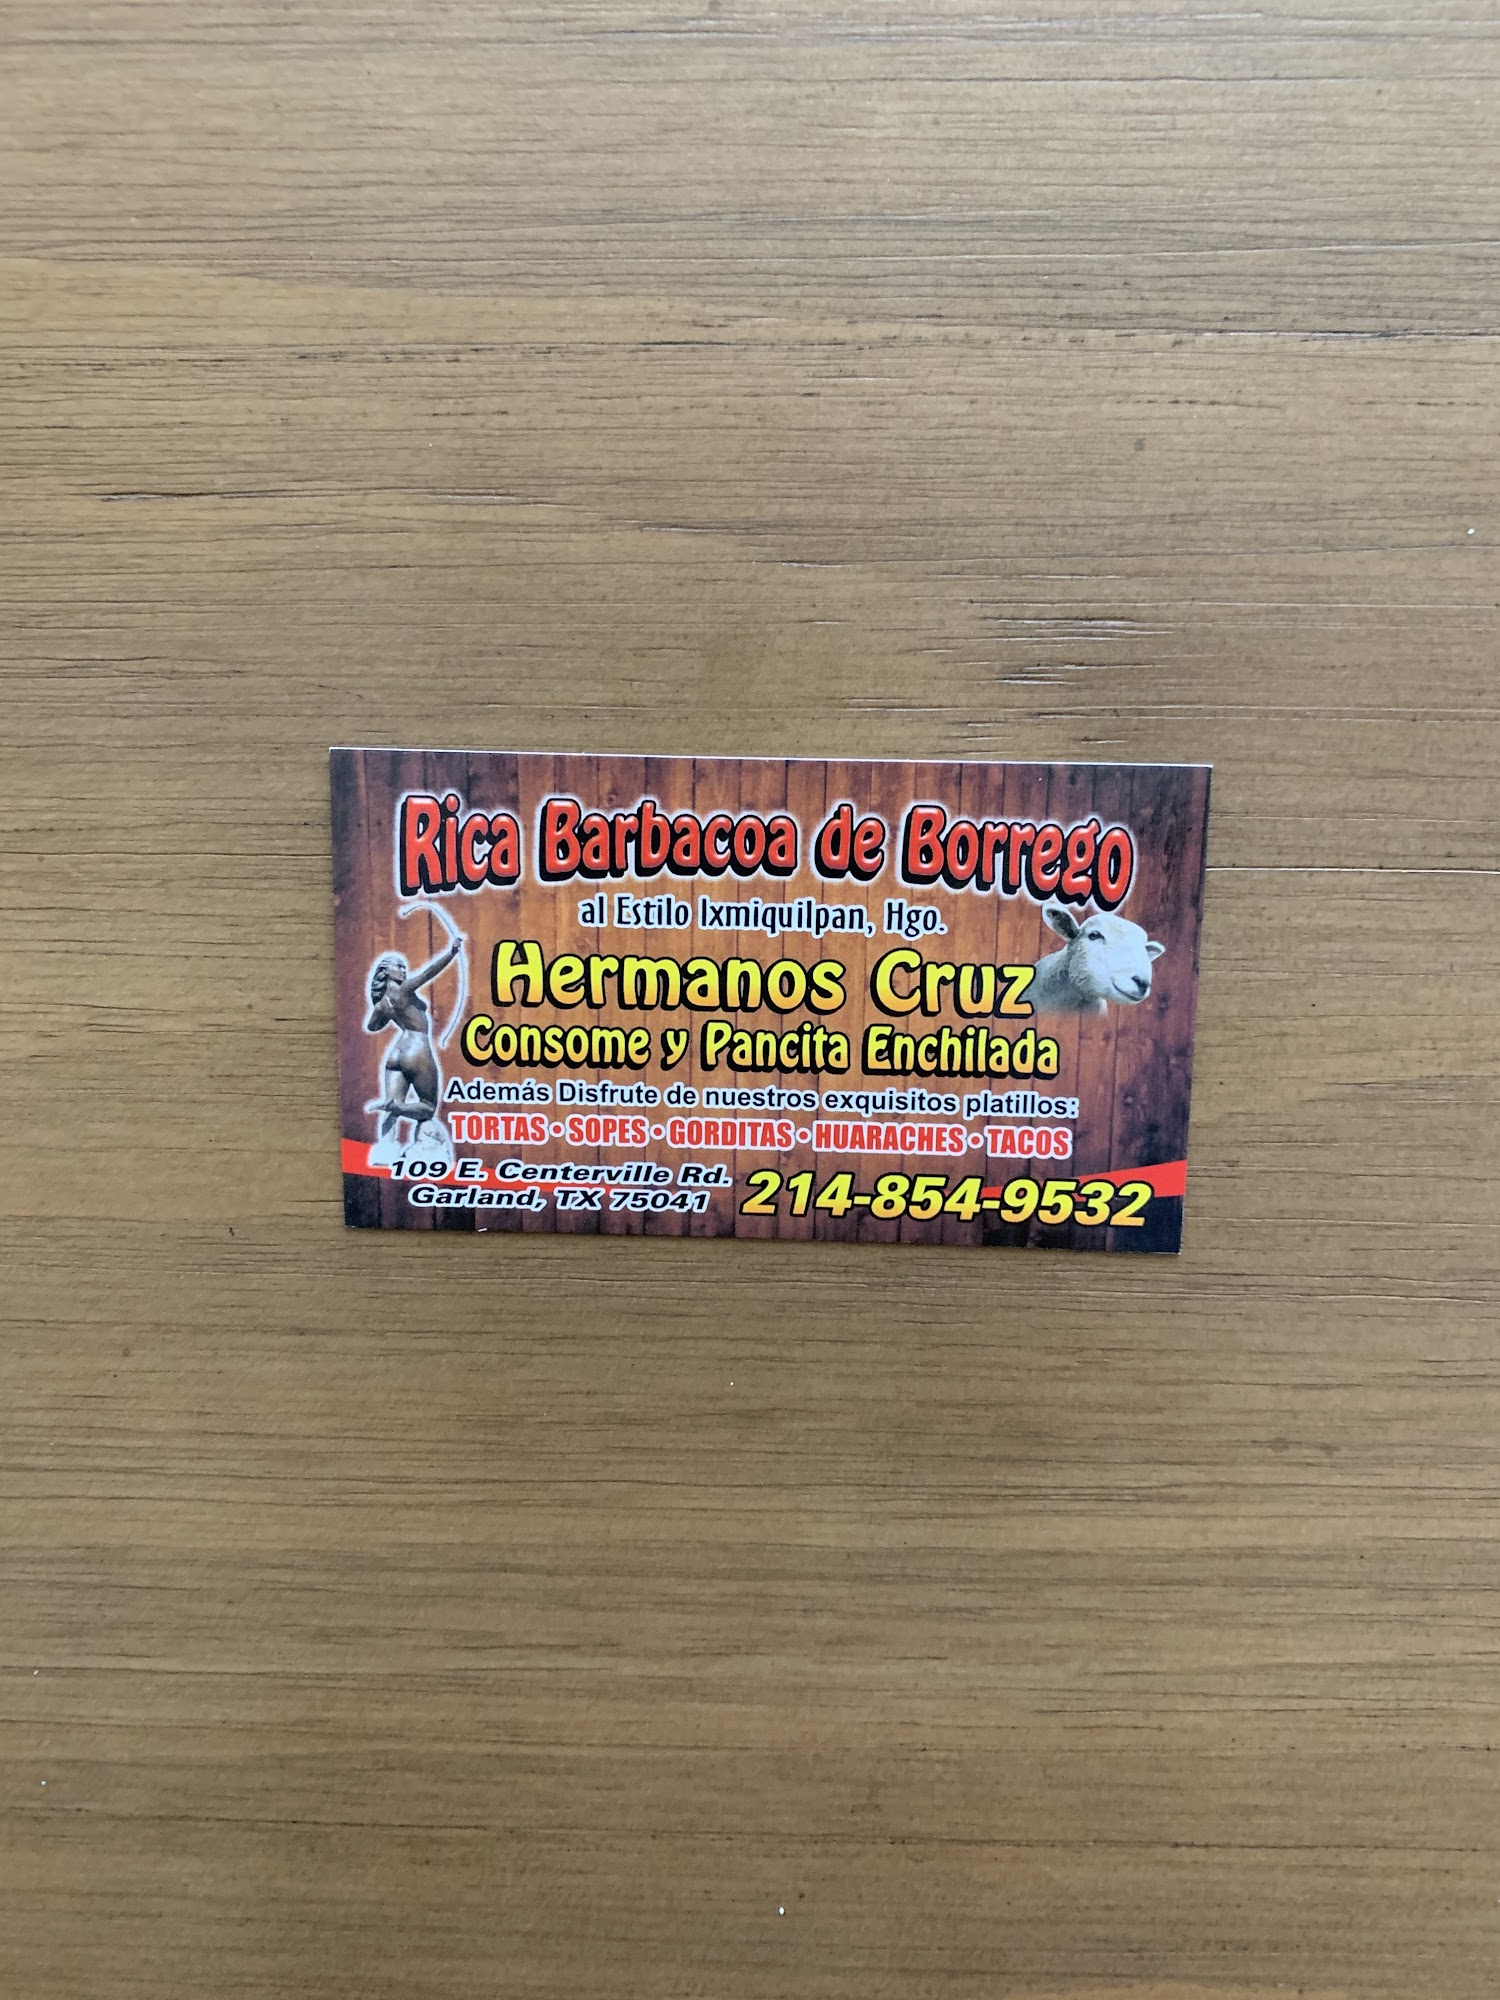 Rica Barbacoa de Borrego
al Estilo Ixmiquilpan, Hgo.
Hermanos Cruz
Consome y Pancita Enchilada
Además Disfrute de nuestros exquisitos platillos:
TORTAS • SOPES • GORDITAS • HUARACHES • TACOS
109 E. Centerville Rd.
Garland, TX 75041
214-854-9532